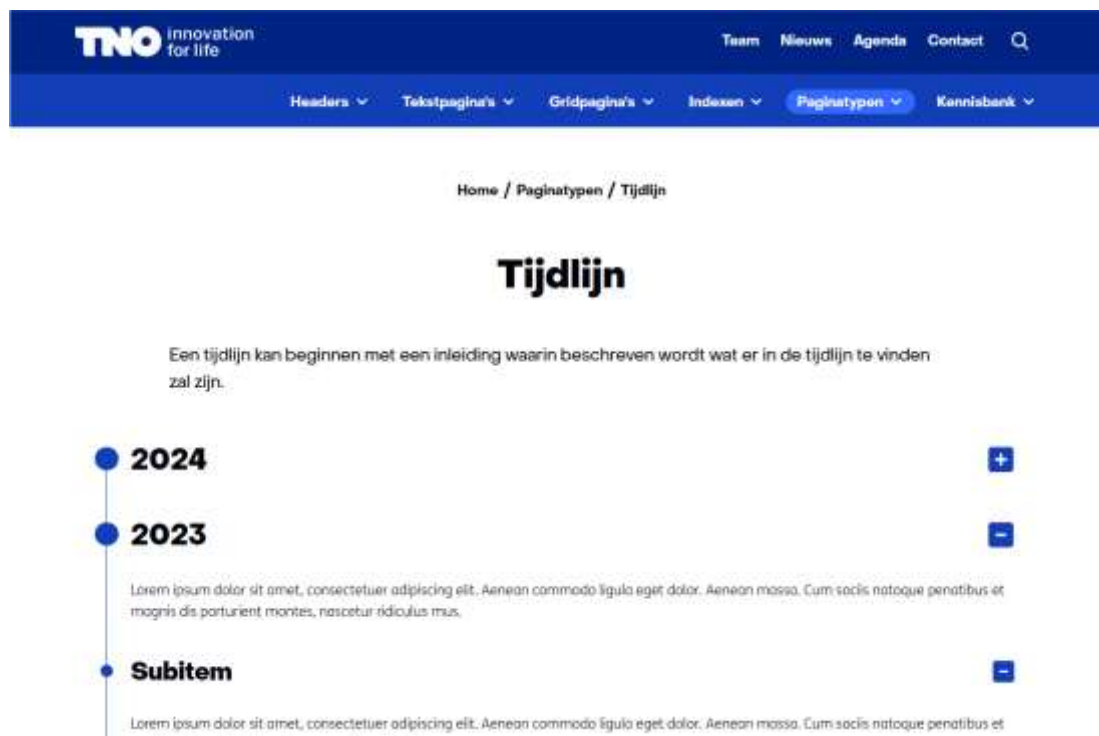 TNO innovation
for life
Team Nieuws Agenda Contact
Headers Tekstpagina's Gridpagina's Indexen Paginatypen Kennisbank
Home / Paginatypen / Tijdlijn
Tijdlijn
Een tijdlijn kan beginnen met een inleiding waarin beschreven wordt wat er in de tijdlijn te vinden
zal zijn.
2024
2023
Lorem ipsum dolor sit amet, consectetuer adipiscing elit. Aenean commodo ligula eget dolor. Aenean massa. Cum sociis natoque penatibus et
magnis dis parturient montes, nascetur ridiculus mus.
Subitem
Lorem ipsum dolor sit amet, consectetuer adipiscing elit. Aenean commodo ligula eget dolor. Aenean massa. Cum sociis natoque penatibus et